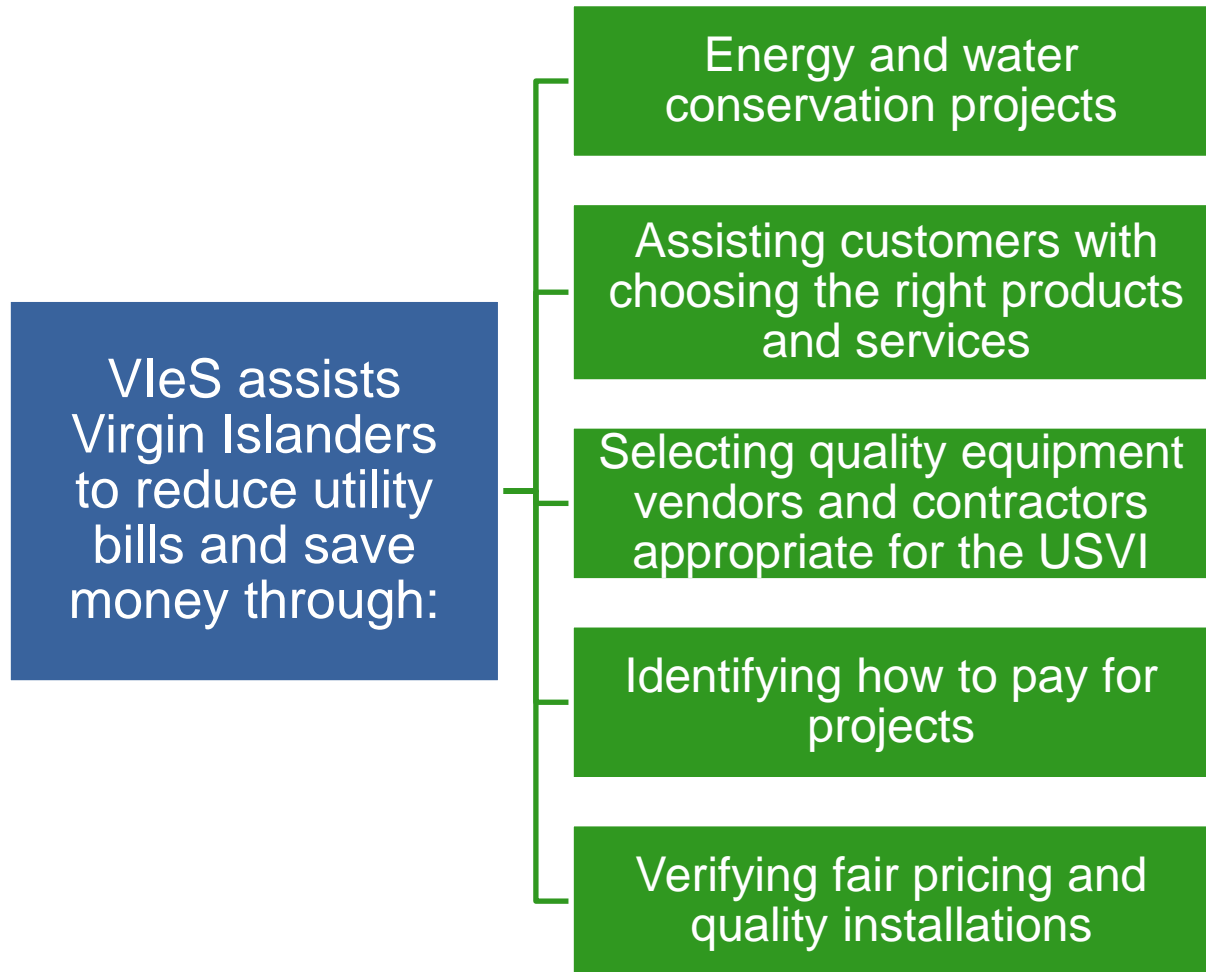 VIeS assists
Virgin Islanders
to reduce utility
bills and save
money through:
Energy and water
conservation projects
Assisting customers with
choosing the right products
and services
Selecting quality equipment
vendors and contractors
appropriate for the USVI
Identifying how to pay for
projects
Verifying fair pricing and
quality installations